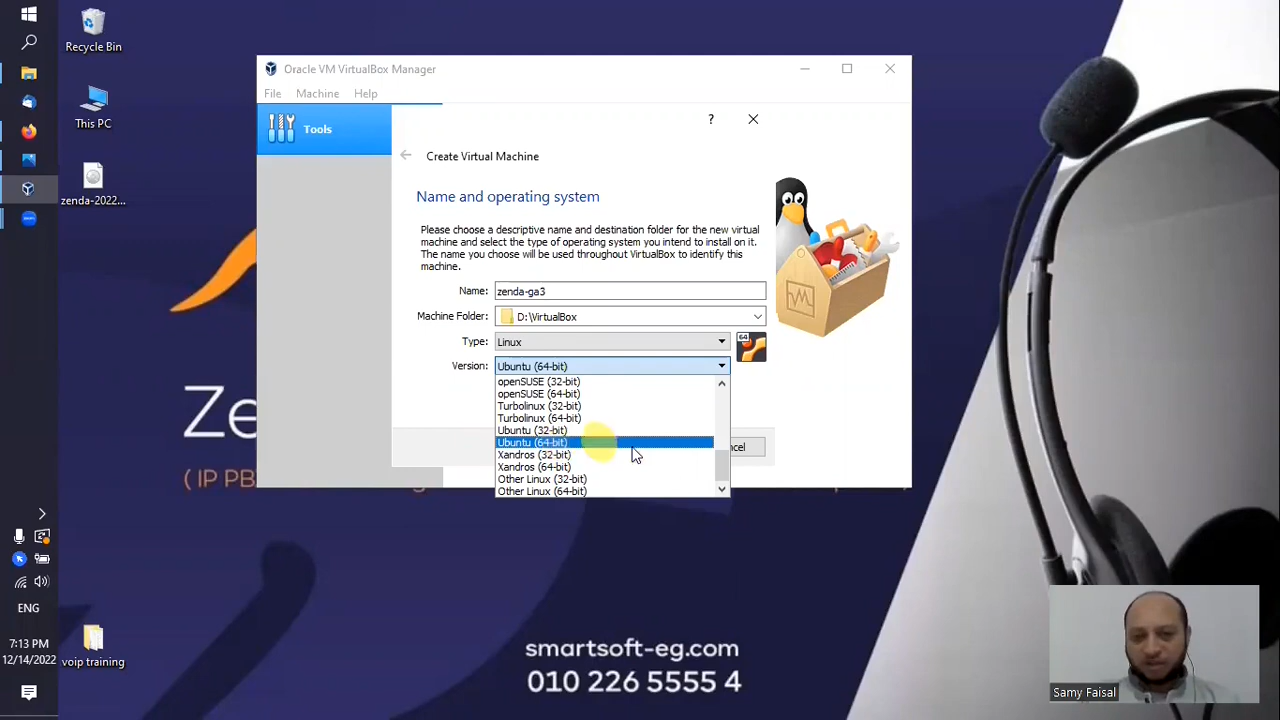 Recycle Bin
This PC
zenda-2022...
voip training
7:13 PM
12/14/2022
ENG
Oracle VM VirtualBox Manager
File Machine Help
Tools
?
Create Virtual Machine
Name and operating system
Please choose a descriptive name and destination folder for the new virtual
machine and select the type of operating system you intend to install on it.
The name you choose will be used throughout VirtualBox to identify this
machine.
Name: zenda-ga3
Machine Folder: D:\VirtualBox
Type: Linux
64
Version: Ubuntu (64-bit)
openSUSE (32-bit)
openSUSE (64-bit)
Turbolinux (32-bit)
Turbolinux (64-bit)
Ubuntu (32-bit)
Ubuntu (64-bit)
Xandros (32-bit)
Xandros (64-bit)
Other Linux (32-bit)
Other Linux (64-bit)
ncel
Ze
( IP PB
smartsoft-eg.com
010 226 5555 4
Samy Faisal